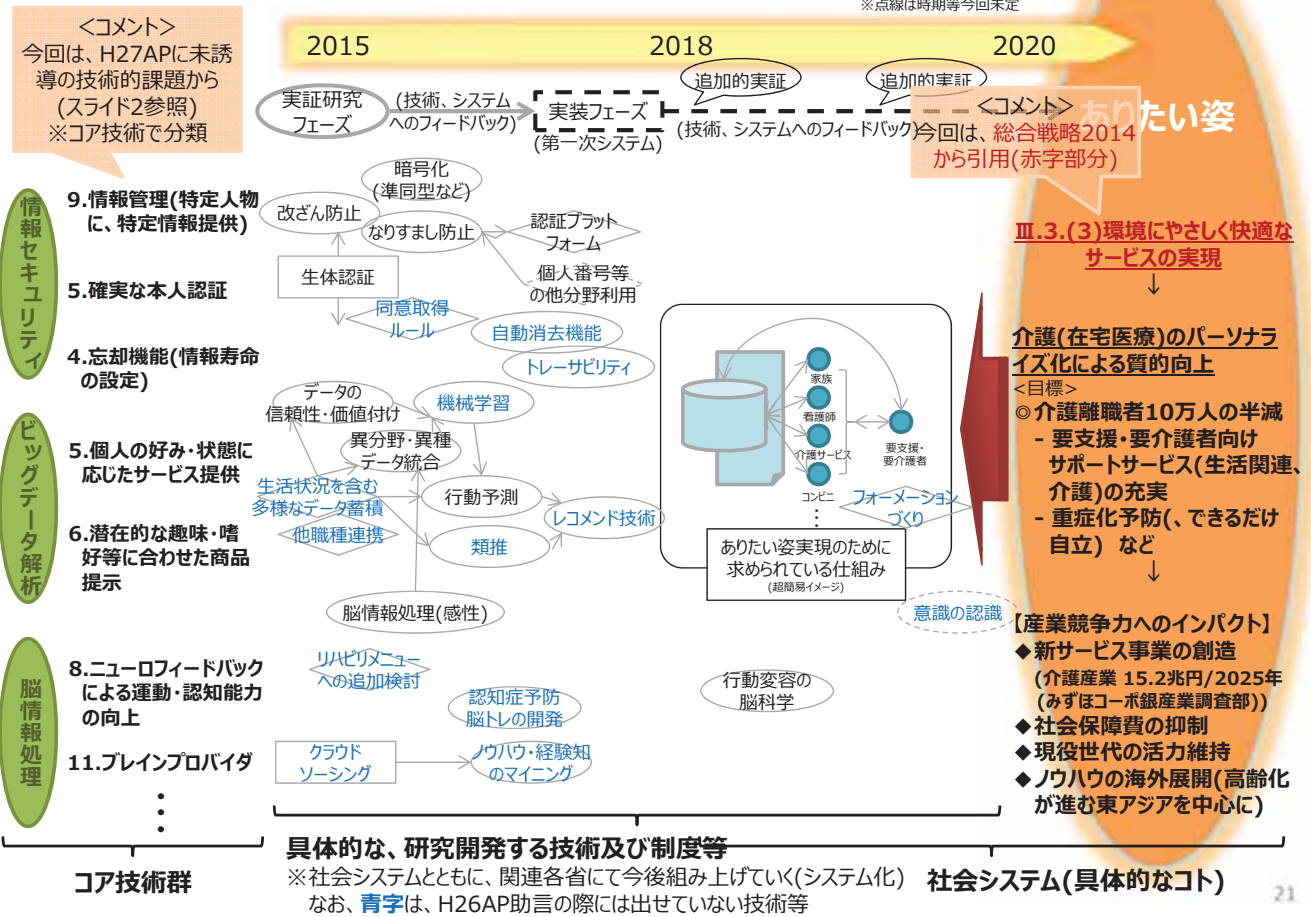 ※点線は時期等今回未定
<コメント>
今回は、H27APに未誘
導の技術的課題から
(スライド2参照)
※コア技術で分類
2015
2018
2020
実証研究
フェーズ
(技術、システム
へのフィードバック)
実装フェーズ
(第一次システム)
追加的実証
追加的実証
(技術、システムへのフィードバック)
ありたい姿
<コメント>
今回は、総合戦略2014
から引用(赤字部分)
情報セキュリティ
9.情報管理(特定人物
に、特定情報提供)
5.確実な本人認証
4.忘却機能(情報寿命
の設定)
暗号化
(準同型など)
改ざん防止
なりすまし防止
認証プラット
フォーム
生体認証
個人番号等
の他分野利用
同意取得
ルール
自動消去機能
トレーサビリティ
ビッグデータ解析
5.個人の好み・状態に
応じたサービス提供
6.潜在的な趣味・嗜
好等に合わせた商品
提示
データの
信頼性・価値付け
機械学習
異分野・異種
データ統合
生活状況を含む
多様なデータ蓄積
行動予測
他職種連携
類推
レコメンド技術
脳情報処理(感性)
家族
看護師
介護サービス
コンビニ
⋮
要支援・
要介護者
フォーメーション
づくり
ありたい姿実現のために
求められている仕組み
(超簡易イメージ)
意識の認識
脳情報処理
8.ニューロフィードバック
による運動・認知能力
の向上
11.ブレインプロバイダ
⋮
リハビリメニュー
への追加検討
認知症予防
脳トレの開発
行動変容の
脳科学
クラウド
ソーシング
ノウハウ・経験知
のマイニング
Ⅲ.3.(3)環境にやさしく快適な
サービスの実現
↓
介護(在宅医療)のパーソナラ
イズ化による質的向上
<目標>
◎介護離職者10万人の半減
- 要支援・要介護者向け
サポートサービス(生活関連、
介護)の充実
- 重症化予防(、できるだけ
自立) など
↓
【産業競争力へのインパクト】
◆新サービス事業の創造
(介護産業 15.2兆円/2025年
(みずほコーポ銀産業調査部))
◆社会保障費の抑制
◆現役世代の活力維持
◆ノウハウの海外展開(高齢化
が進む東アジアを中心に)
コア技術群
具体的な、研究開発する技術及び制度等
※社会システムとともに、関連各省にて今後組み上げていく(システム化)
なお、青字は、H26AP助言の際には出せていない技術等
社会システム(具体的なコト)
21